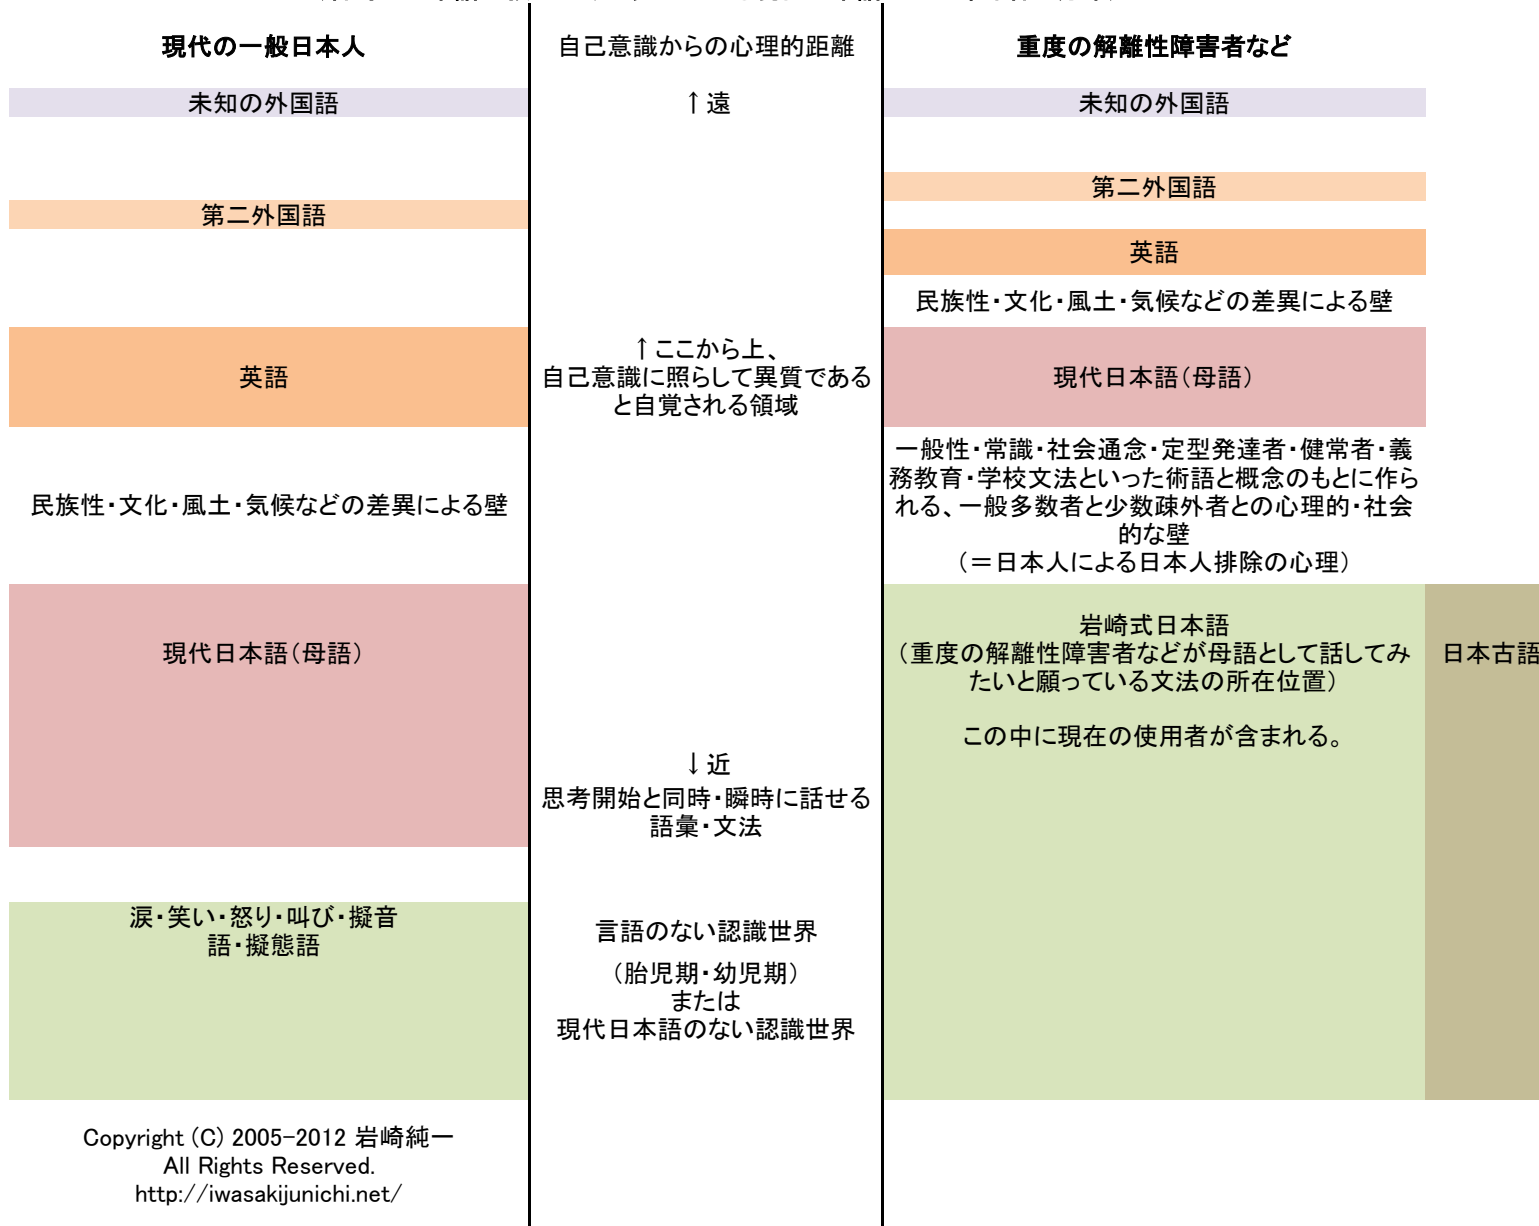 現代の一般日本人
自己意識からの心理的距離
重度の解離性障害者など
未知の外国語
↑遠
未知の外国語
第二外国語
第二外国語
英語
民族性・文化・風土・気候などの差異による壁
英語
↑ここから上、
自己意識に照らして異質である
と自覚される領域
現代日本語（母語）
民族性・文化・風土・気候などの差異による壁
一般性・常識・社会通念・定型発達者・健常者・義
務教育・学校文法といった術語と概念のもとに作ら
れる、一般多数者と少数疎外者との心理的・社会
的な壁
（＝日本人による日本人排除の心理）
現代日本語（母語）
岩崎式日本語
（重度の解離性障害者などが母語として話してみ
たいと願っている文法の所在位置）
この中に現在の使用者が含まれる。
日本古語
↓近
思考開始と同時・瞬時に話せる
語彙・文法
涙・笑い・怒り・叫び・擬音
語・擬態語
言語のない認識世界
（胎児期・幼児期）
または
現代日本語のない認識世界
Copyright (C) 2005-2012 岩崎純一
All Rights Reserved.
http://iwasakijunichi.net/